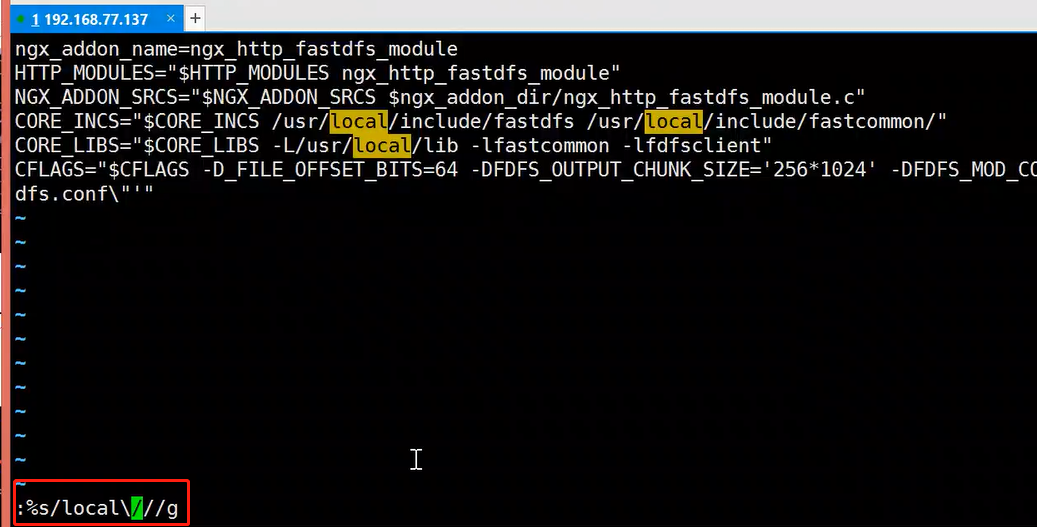 1 192.168.77.137 × +
ngx_addon_name=ngx_http_fastdfs_module
HTTP_MODULES="$HTTP_MODULES ngx_http_fastdfs_module"
NGX_ADDON_SRCS="$NGX_ADDON_SRCS $ngx_addon_dir/ngx_http_fastdfs_module.c"
CORE_INCS="$CORE_INCS /usr/local/include/fastdfs /usr/local/include/fastcommon/"
CORE_LIBS="$CORE_LIBS -L/usr/local/lib -lfastcommon -lfdfsclient"
CFLAGS="$CFLAGS -D_FILE_OFFSET_BITS=64 -DFDFS_OUTPUT_CHUNK_SIZE='256*1024' -DFDFS_MOD_CO
dfs.conf\"'"
~
~
~
~
~
~
~
~
~
~
~
~
:%s/local\///g